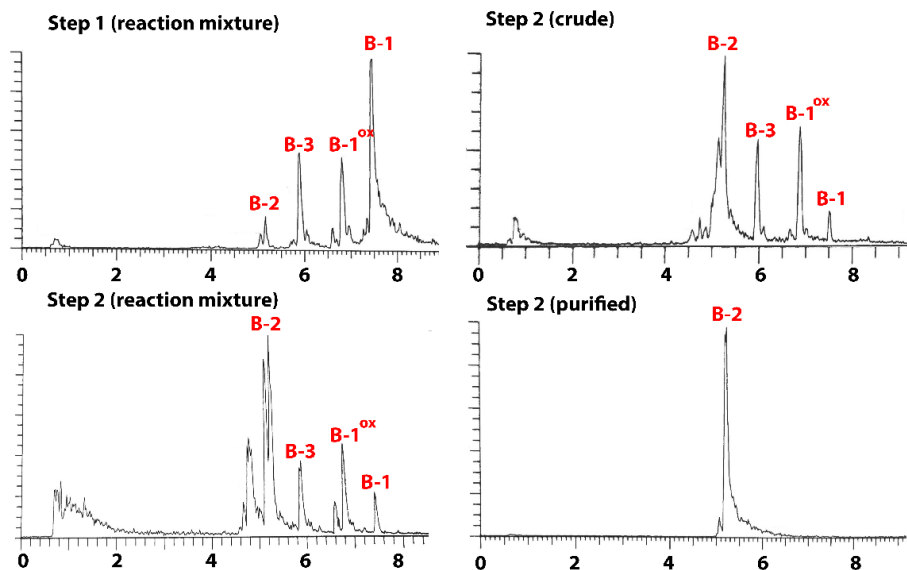 Step 1 (reaction mixture)
B-1
B-3
B-1ox
B-2
0 2 4 6 8
Step 2 (crude)
B-2
B-1ox
B-3
B-1
0 2 4 6 8
Step 2 (reaction mixture)
B-2
B-1ox
B-3
B-1
0 2 4 6 8
Step 2 (purified)
B-2
0 2 4 6 8